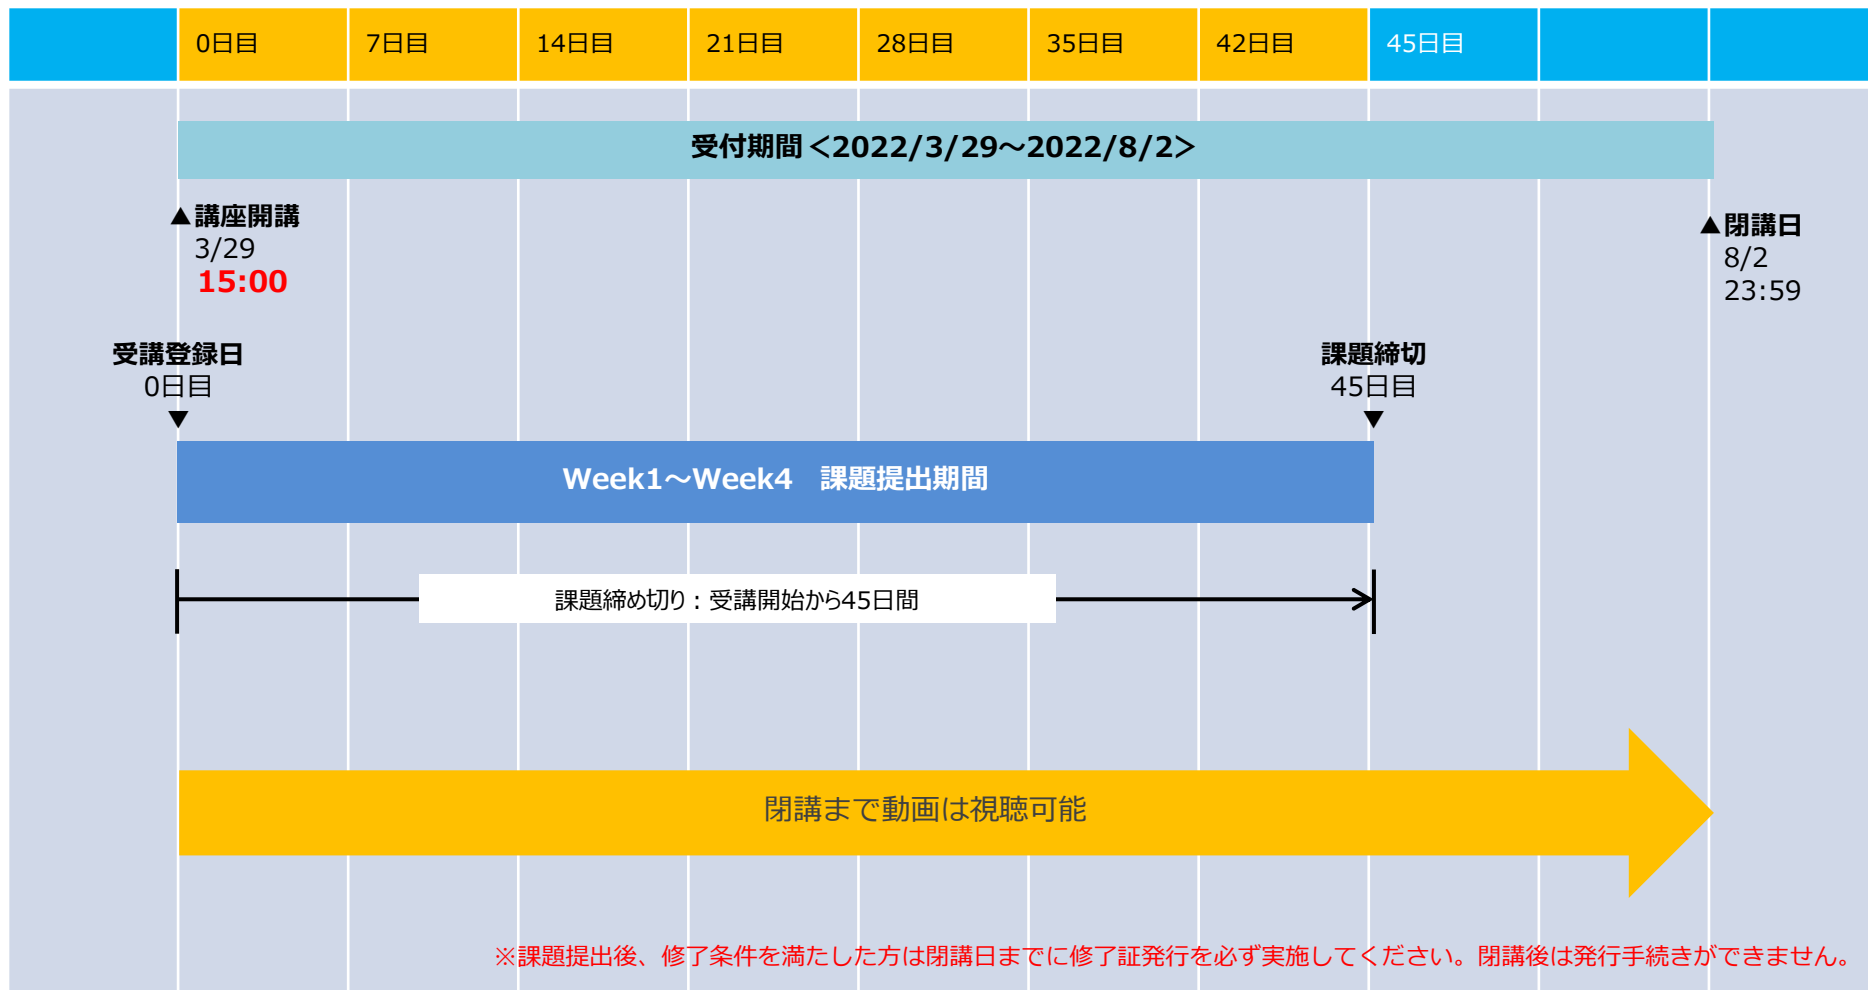 0日目 7日目 14日目 21日目 28日目 35日目 42日目 45日目
受付期間＜2022/3/29～2022/8/2＞
▲講座開講
3/29
15:00
▲閉講日
8/2
23:59
受講登録日
0日目
▼
課題締切
45日目
▼
Week1～Week4　課題提出期間
課題締め切り：受講開始から45日間
閉講まで動画は視聴可能
※課題提出後、修了条件を満たした方は閉講日までに修了証発行を必ず実施してください。閉講後は発行手続きができません。